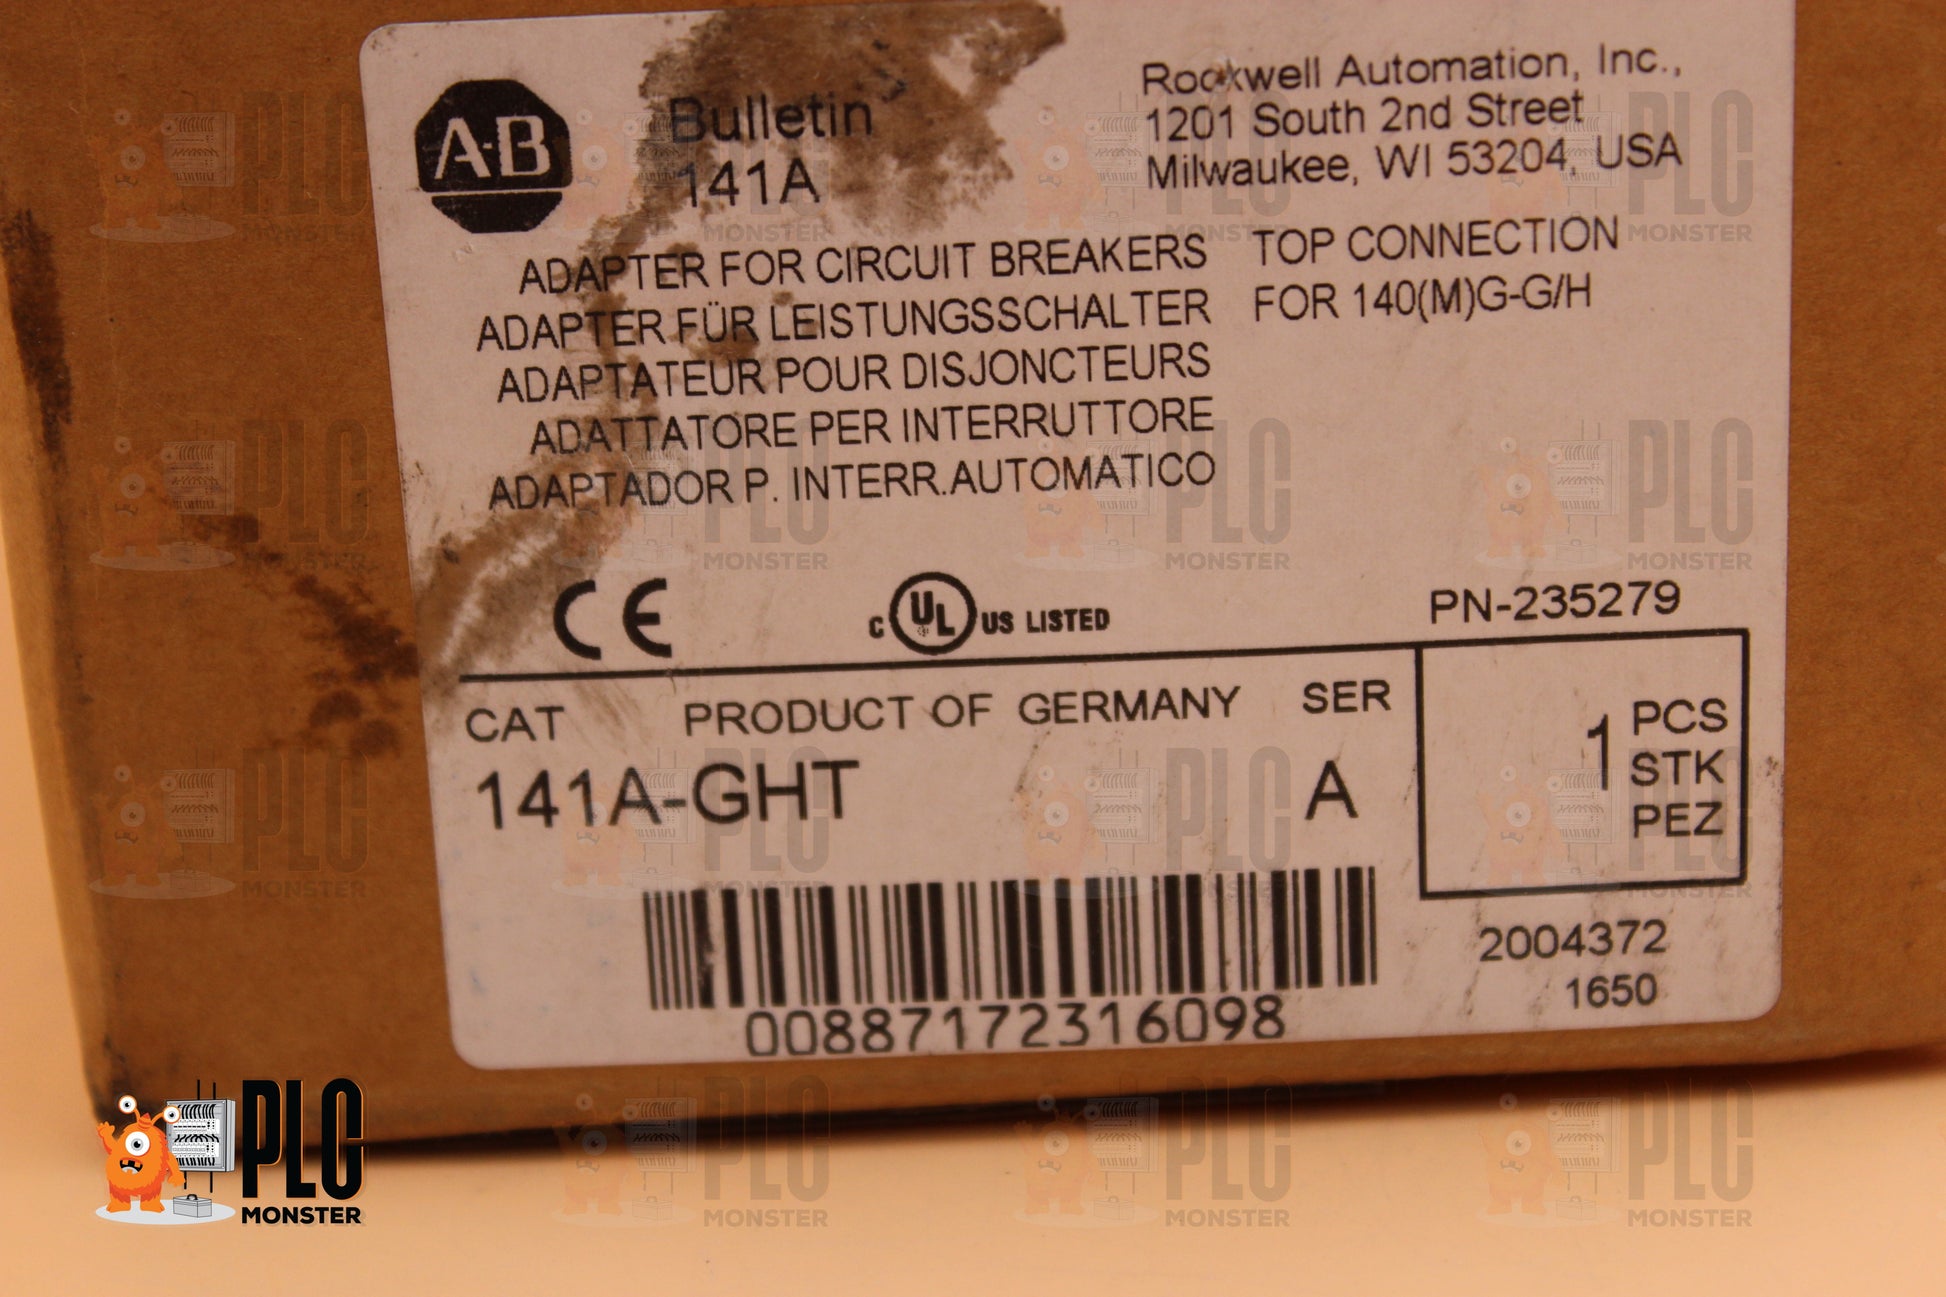 A-B
Bulletin
141A
Rockwell Automation, Inc.,
1201 South 2nd Street
Milwaukee, WI 53204, USA
ADAPTER FOR CIRCUIT BREAKERS
ADAPTER FÜR LEISTUNGSSCHALTER
ADAPTATEUR POUR DISJONCTEURS
ADATTATORE PER INTERRUTTORE
ADAPTADOR P. INTERR.AUTOMATICO
TOP CONNECTION
FOR 140(M)G-G/H
CE
c UL US LISTED
PN-235279
CAT PRODUCT OF GERMANY SER
141A-GHT A
1 PCS
STK
PEZ
00887172316098
2004372
1650
PLC
MONSTER